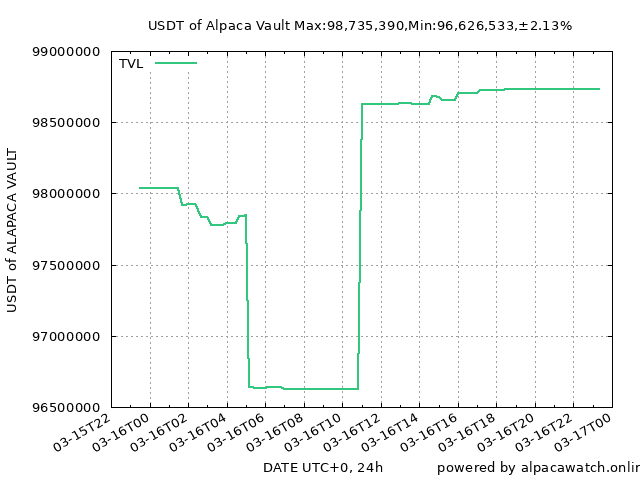 USDT of Alpaca Vault Max:98,735,390,Min:96,626,533,±2.13%
TVL
99000000
98500000
98000000
97500000
97000000
96500000
USDT of ALAPACA VAULT
03-15T22
03-16T00
03-16T02
03-16T04
03-16T06
03-16T08
03-16T10
03-16T12
03-16T14
03-16T16
03-16T18
03-16T20
03-16T22
03-17T00
DATE UTC+0, 24h
powered by alpacawatch.onlin